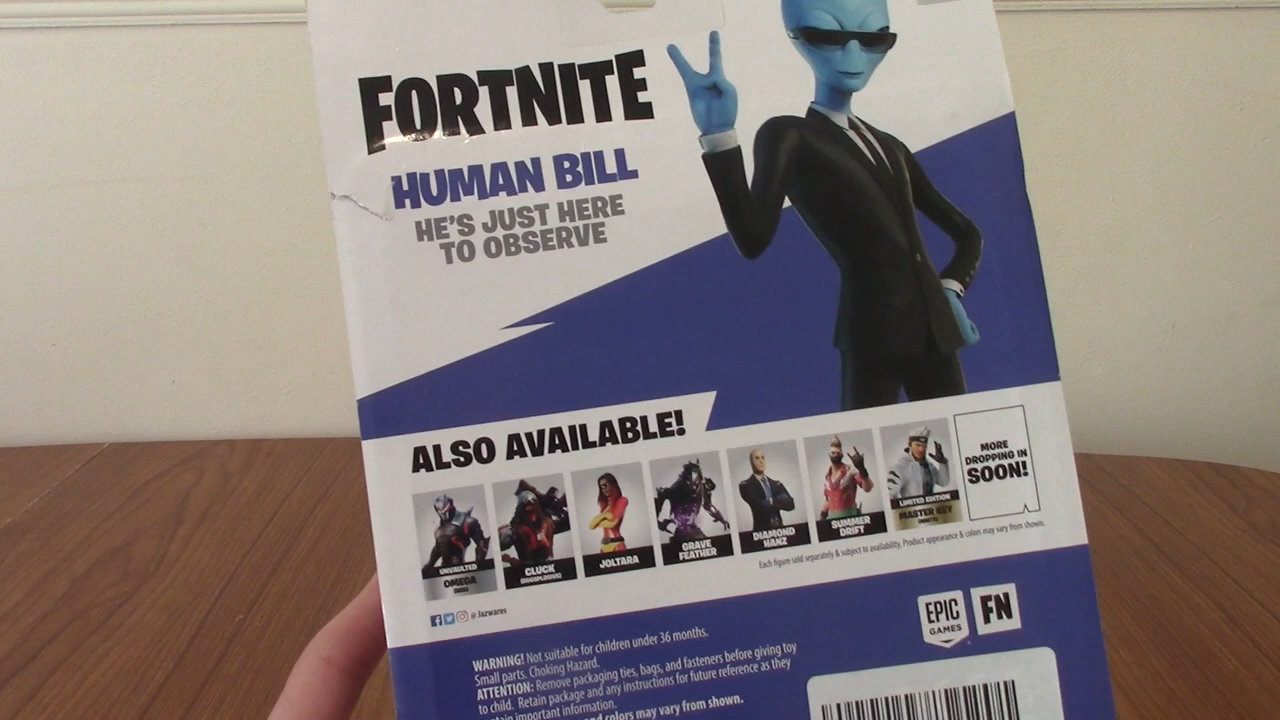 FORTNITE
HUMAN BILL
HE'S JUST HERE
TO OBSERVE
ALSO AVAILABLE!
UNVAULTED
OMEGA
CLUCK
JOLTARA
GRAVE
FEATHER
DIAMOND
HANZ
SUMMER
DRIFT
LIMITED EDITION
MASTER KEY
MORE
DROPPING IN
SOON!
Each figure sold separately & subject to availability. Product appearance & colors may vary from shown.
@Jazwares
EPIC
GAMES
FN
WARNING! Not suitable for children under 36 months.
Small parts. Choking Hazard.
ATTENTION: Remove packaging ties, bags, and fasteners before giving toy
to child. Retain package and any instructions for future reference as they
important information.
and colors may vary from shown.